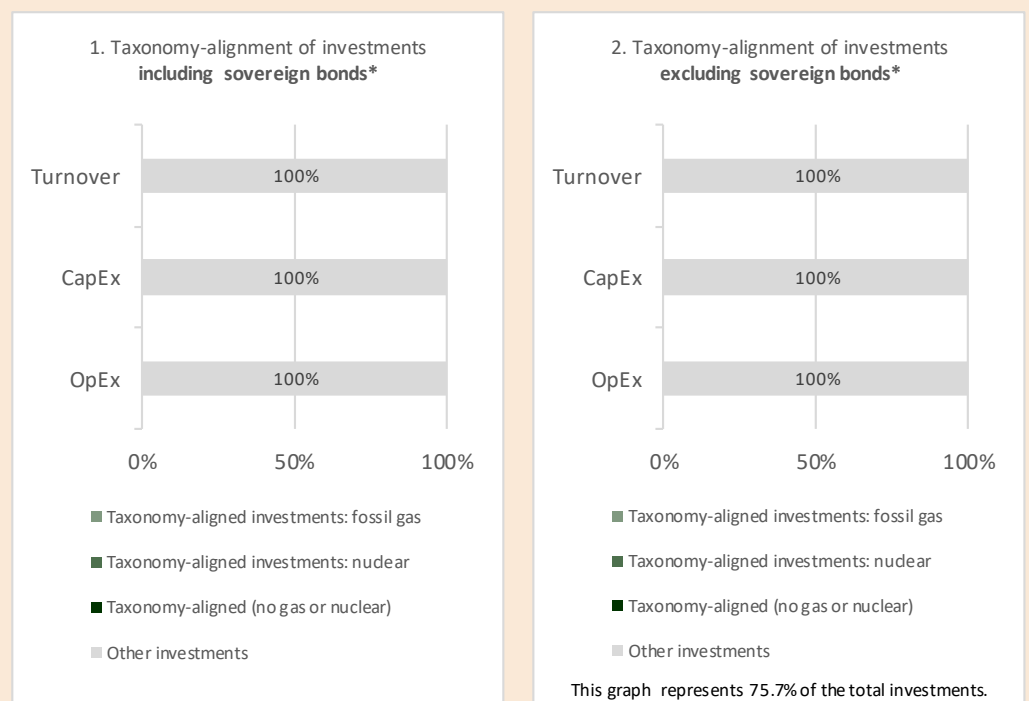 1. Taxonomy-alignment of investments
including sovereign bonds*
Turnover
100%
CapEx
100%
OpEx
100%
0% 50% 100%
Taxonomy-aligned investments: fossil gas
Taxonomy-aligned investments: nuclear
Taxonomy-aligned (no gas or nuclear)
Other investments
2. Taxonomy-alignment of investments
excluding sovereign bonds*
Turnover
100%
CapEx
100%
OpEx
100%
0% 50% 100%
Taxonomy-aligned investments: fossil gas
Taxonomy-aligned investments: nuclear
Taxonomy-aligned (no gas or nuclear)
Other investments
This graph represents 75.7% of the total investments.